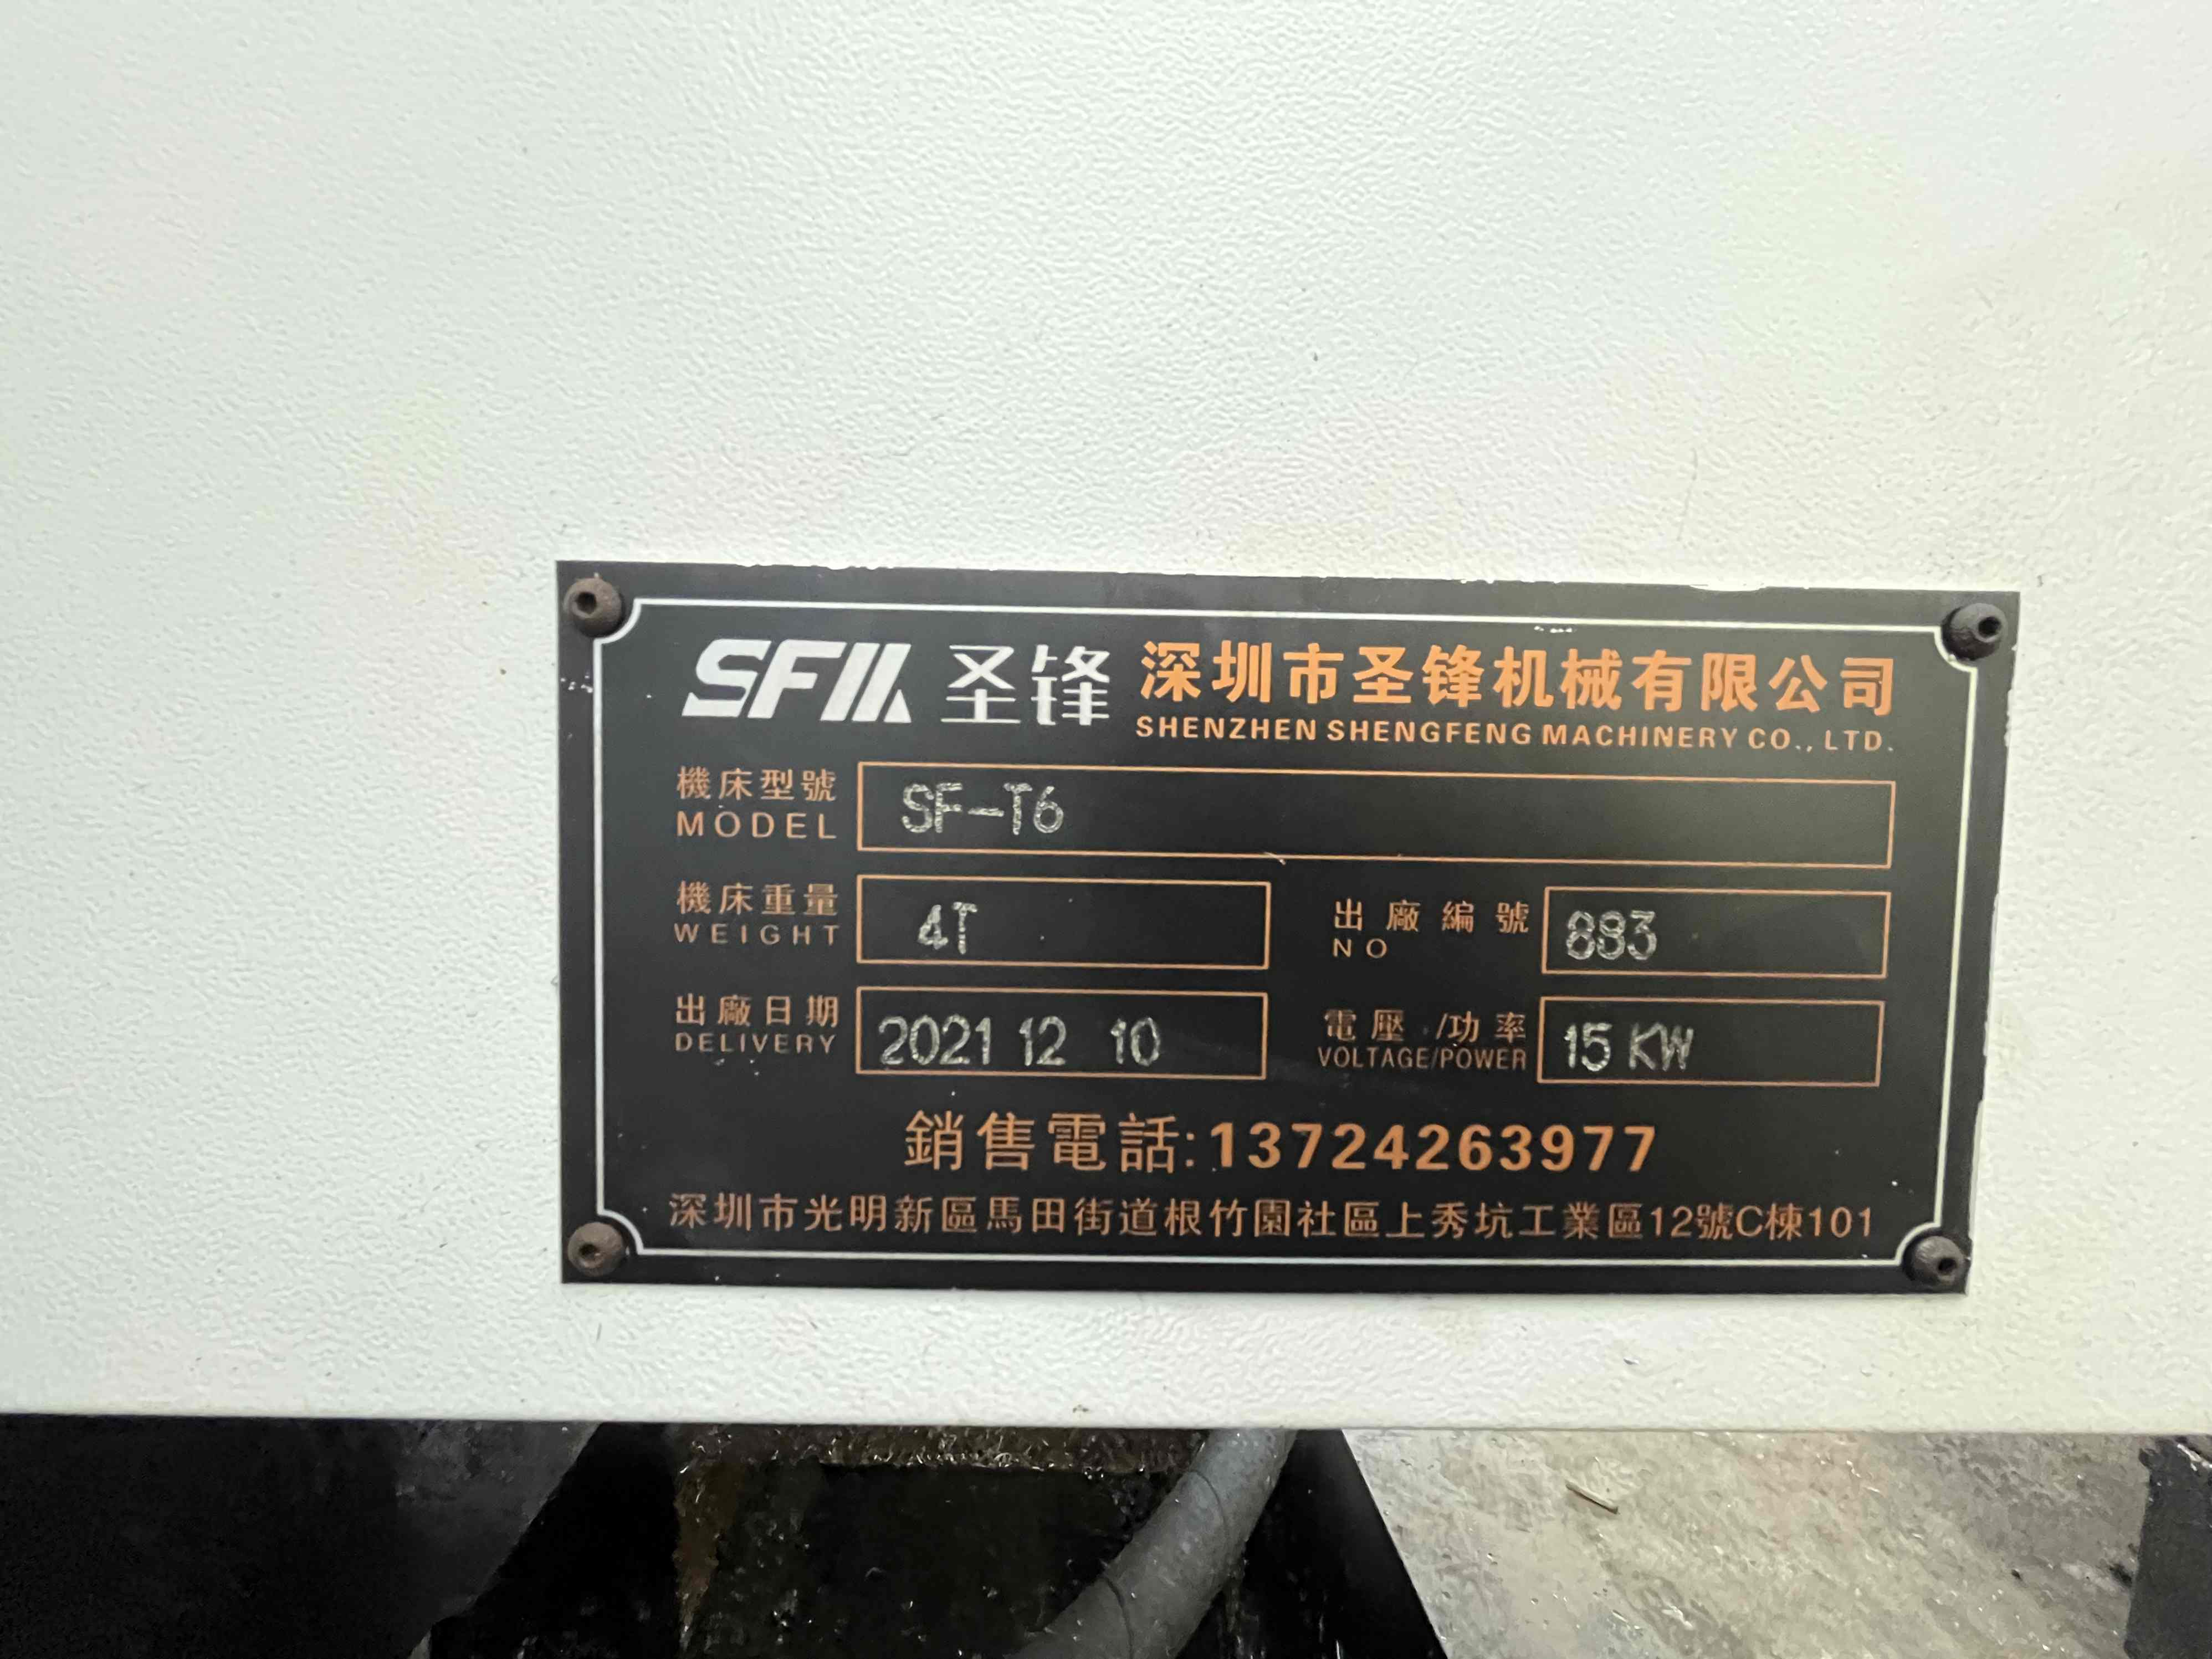 SFM 圣锋 深圳市圣锋机械有限公司
SHENZHEN SHENGFENG MACHINERY CO., LTD.
機床型號 SF-T6
MODEL
機床重量 4T 出廠編號 883
WEIGHT NO
出廠日期 2021 12 10 電壓/功率 15 KW
DELIVERY VOLTAGE/POWER
銷售電話:13724263977
深圳市光明新區馬田街道根竹園社區上秀坑工業區12號C棟101